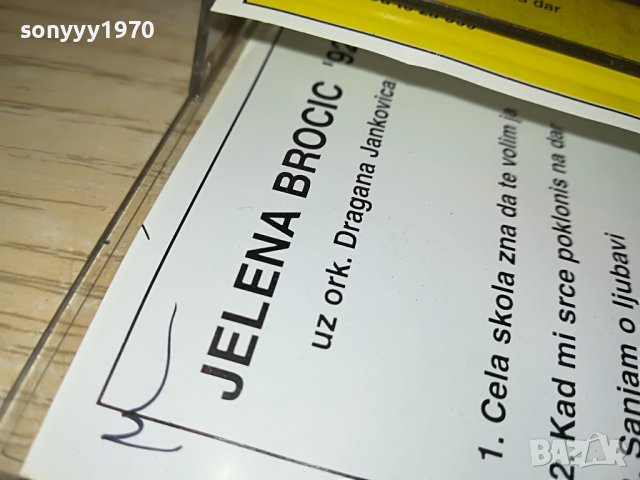 sonyyy1970
dar
JELENA BROCIC '92
uz ork. Dragana Jankovica
1. Cela skola zna da te volim ja
2. Kad mi srce poklonis na dar
Sanjam o ljubavi
BAZAR